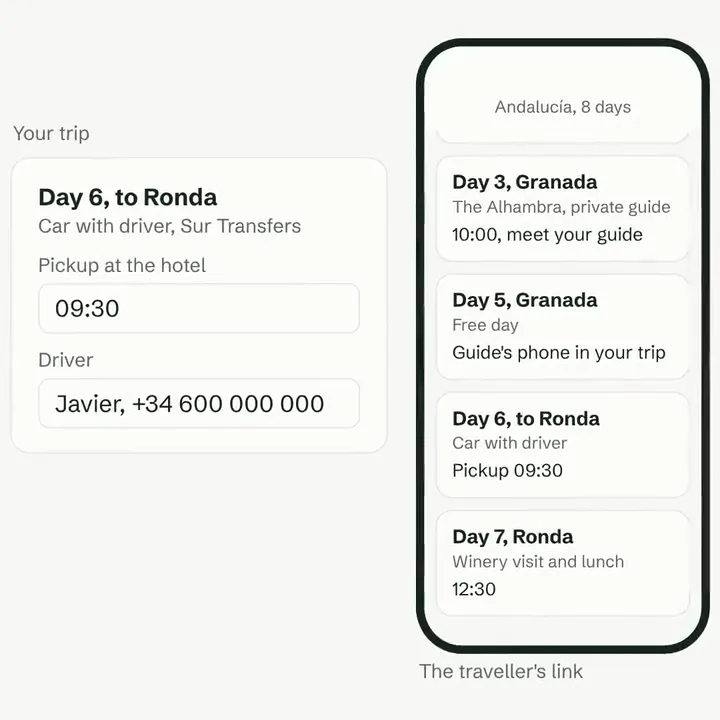 Your trip
Day 6, to Ronda
Car with driver, Sur Transfers
Pickup at the hotel
09:30
Driver
Javier, +34 600 000 000
Andalucía, 8 days
Day 3, Granada
The Alhambra, private guide
10:00, meet your guide
Day 5, Granada
Free day
Guide's phone in your trip
Day 6, to Ronda
Car with driver
Pickup 09:30
Day 7, Ronda
Winery visit and lunch
12:30
The traveller's link